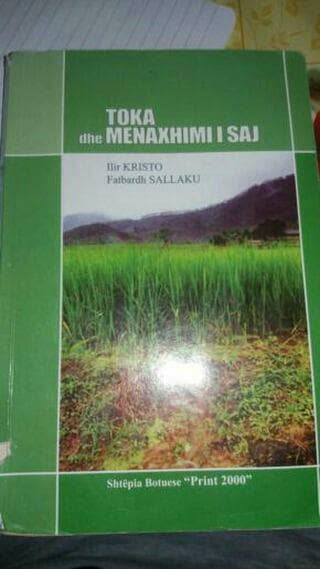 TOKA
dhe MENAXHIMI I SAJ
Ilir KRISTO
Fatbardh SALLAKU
Shtëpia Botuese “Print 2000”